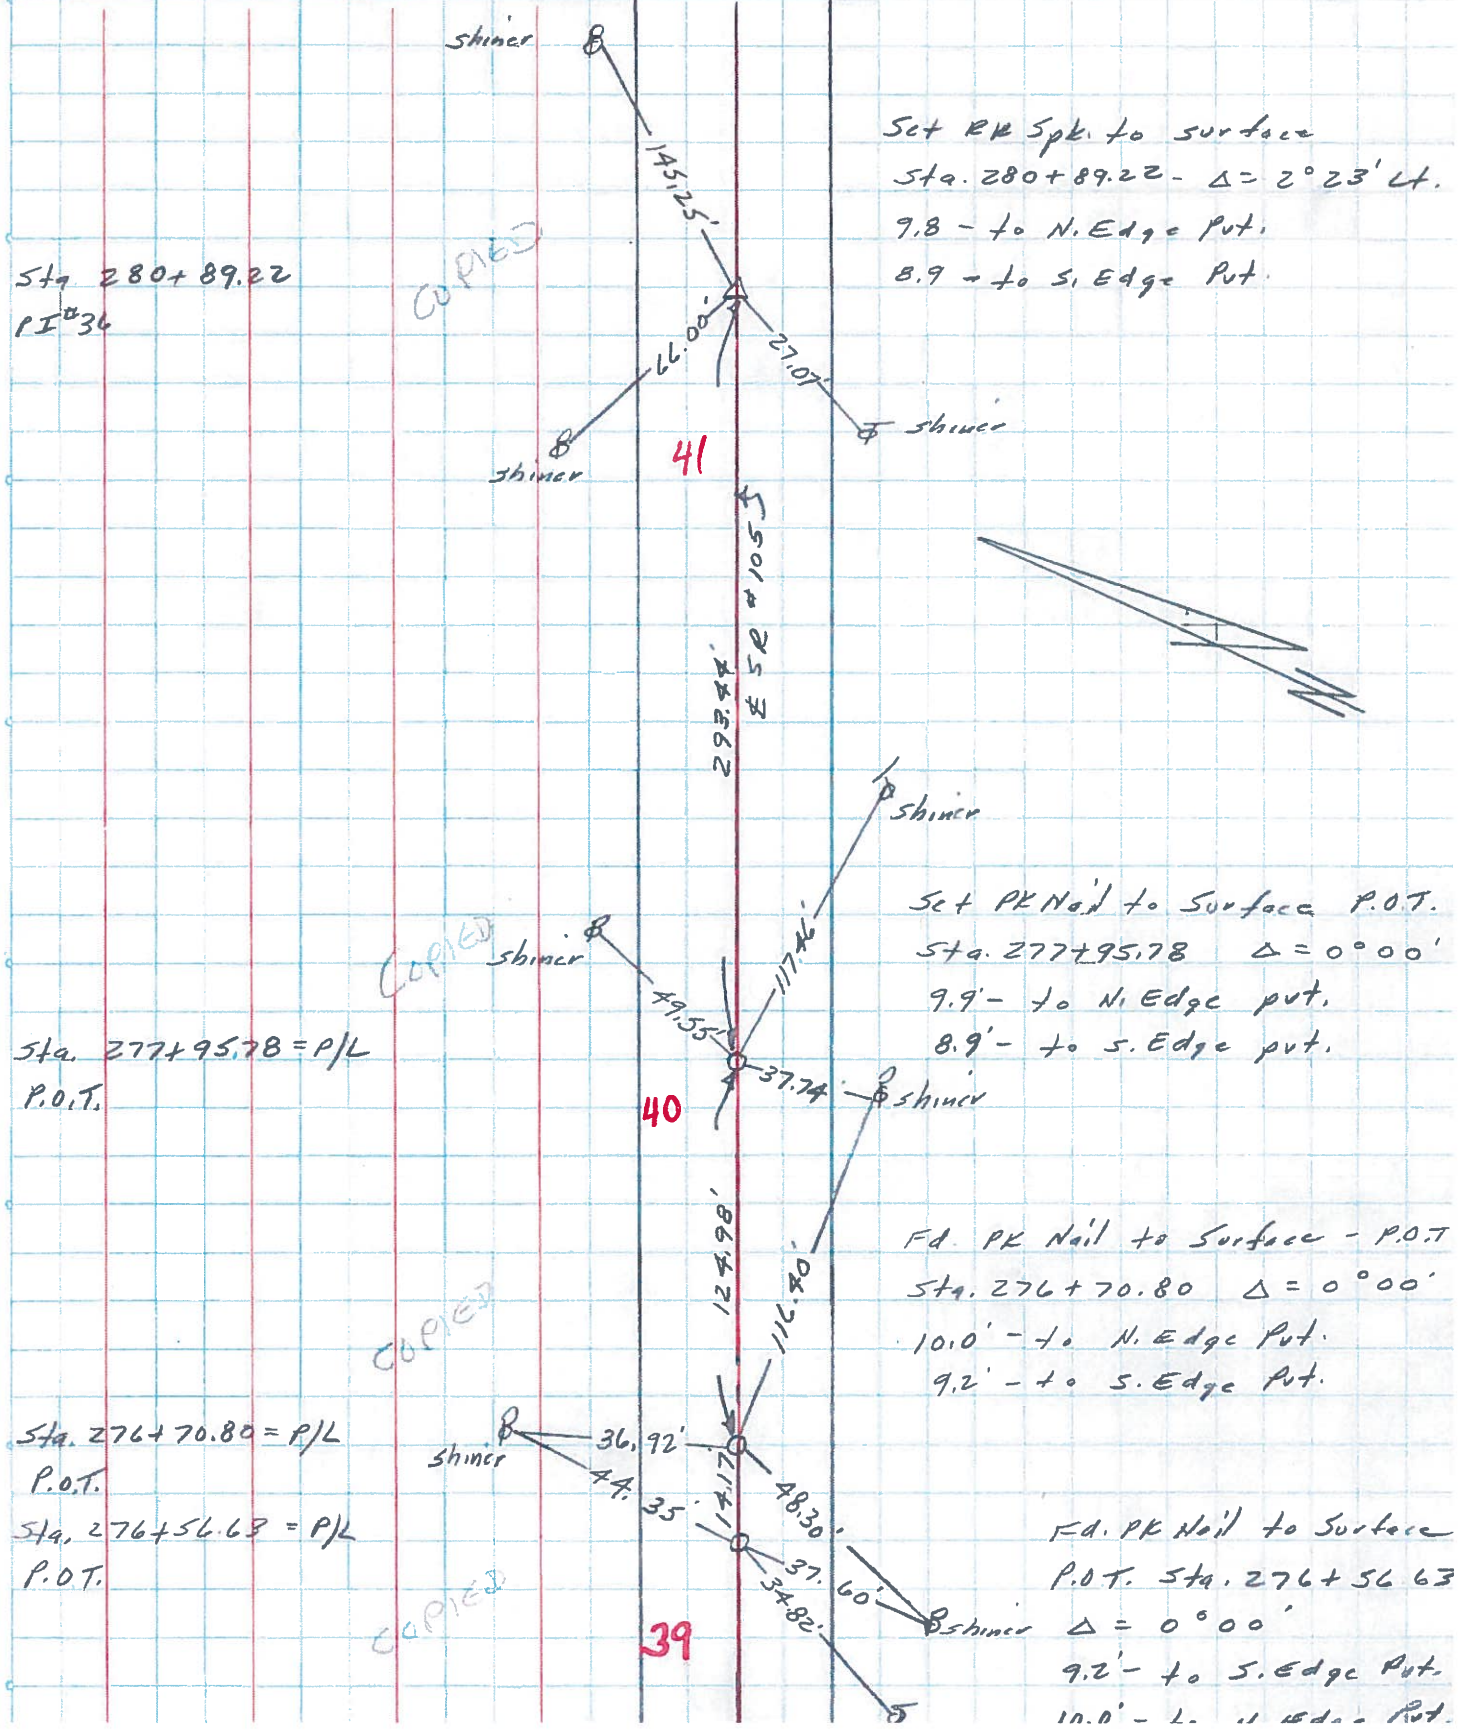 shiner
Set RR Spk. to surface
Sta. 280+89.22 - Δ = 2°23' Lt.
9.8 - to N. Edge Pvt.
8.9 - to S. Edge Pvt.
145.25'
COPIED
Sta 280+89.22
PI #36
66.00'
27.07'
shiner
shiner
41
℄ SR #105
293.44'
N
shiner
117.46'
Set PK Nail to Surface P.O.T.
Sta. 277+95.78 Δ = 0°00'
9.9' - to N. Edge pvt.
8.9' - to S. Edge pvt.
COPIED
shiner
49.55'
Sta. 277+95.78 = P/L
P.O.T.
37.74'
shiner
40
124.98'
116.40'
Fd. PK Nail to Surface - P.O.T
Sta. 276+70.80 Δ = 0°00'
10.0' - to N. Edge Pvt.
9.2' - to S. Edge Pvt.
COPIED
Sta. 276+70.80 = P/L
P.O.T.
shiner
36.92'
44.35'
14.17'
48.30'
Sta. 276+56.63 = P/L
P.O.T.
37.60'
34.82'
shiner
Fd. PK Nail to Surface
P.O.T. Sta. 276+56.63
Δ = 0°00'
9.2' - to S. Edge Pvt.
10.0' - to N. Edge Pvt.
COPIED
39